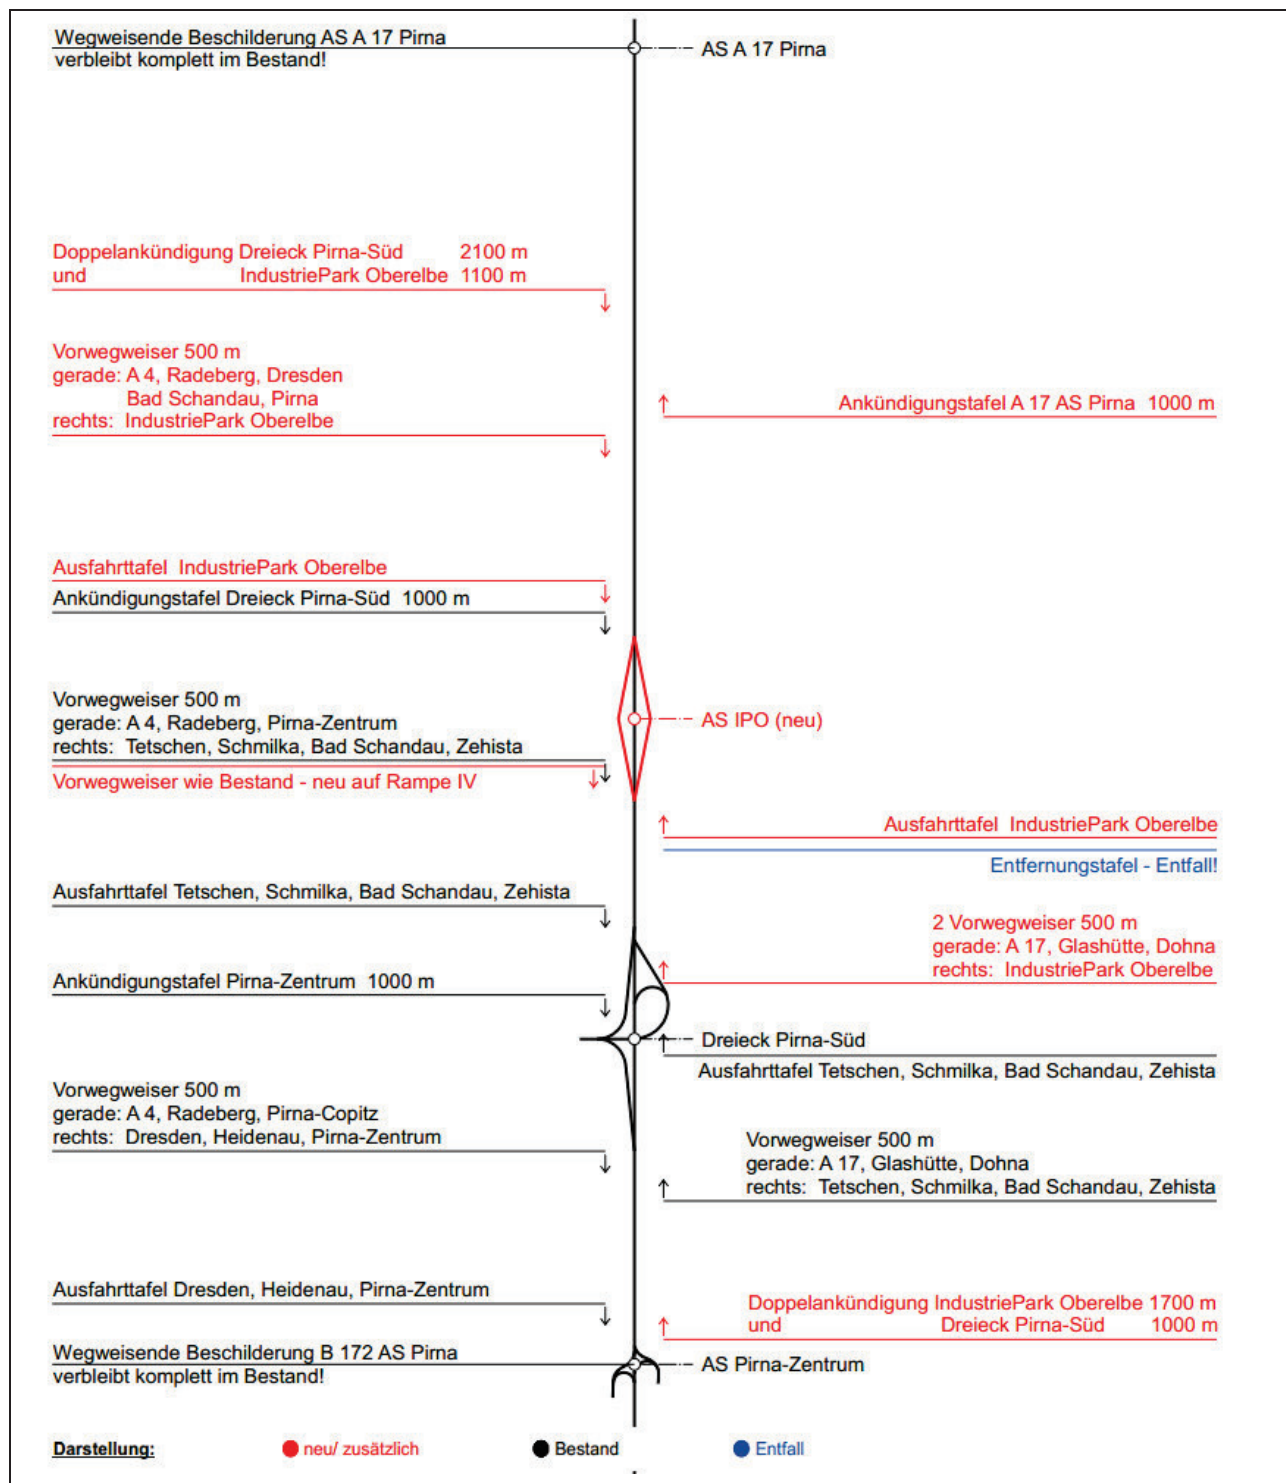 Wegweisende Beschilderung AS A 17 Pirna
verbleibt komplett im Bestand!
AS A 17 Pirna
Doppelankündigung Dreieck Pirna-Süd 2100 m
und IndustriePark Oberelbe 1100 m
Vorwegweiser 500 m
gerade: A 4, Radeberg, Dresden
Bad Schandau, Pirna
rechts: IndustriePark Oberelbe
Ankündigungstafel A 17 AS Pirna 1000 m
Ausfahrttafel IndustriePark Oberelbe
Ankündigungstafel Dreieck Pirna-Süd 1000 m
Vorwegweiser 500 m
gerade: A 4, Radeberg, Pirna-Zentrum
rechts: Tetschen, Schmilka, Bad Schandau, Zehista
Vorwegweiser wie Bestand - neu auf Rampe IV
AS IPO (neu)
Ausfahrttafel IndustriePark Oberelbe
Entfernungstafel - Entfall!
Ausfahrttafel Tetschen, Schmilka, Bad Schandau, Zehista
2 Vorwegweiser 500 m
gerade: A 17, Glashütte, Dohna
rechts: IndustriePark Oberelbe
Ankündigungstafel Pirna-Zentrum 1000 m
Dreieck Pirna-Süd
Ausfahrttafel Tetschen, Schmilka, Bad Schandau, Zehista
Vorwegweiser 500 m
gerade: A 4, Radeberg, Pirna-Copitz
rechts: Dresden, Heidenau, Pirna-Zentrum
Vorwegweiser 500 m
gerade: A 17, Glashütte, Dohna
rechts: Tetschen, Schmilka, Bad Schandau, Zehista
Ausfahrttafel Dresden, Heidenau, Pirna-Zentrum
Doppelankündigung IndustriePark Oberelbe 1700 m
und Dreieck Pirna-Süd 1000 m
Wegweisende Beschilderung B 172 AS Pirna
verbleibt komplett im Bestand!
AS Pirna-Zentrum
Darstellung: neu/ zusätzlich Bestand Entfall